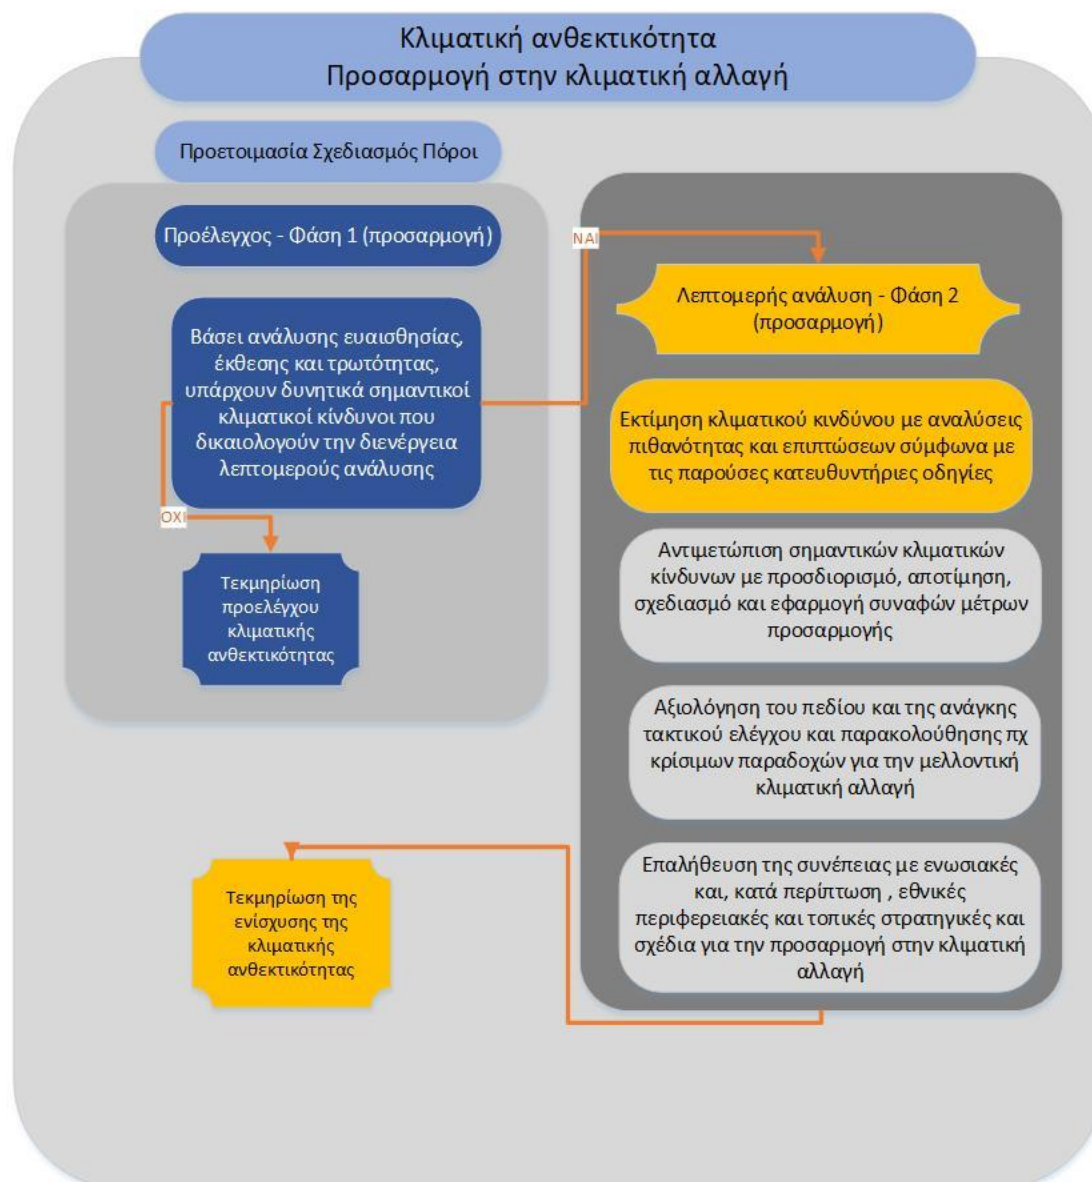 Κλιματική ανθεκτικότητα
Προσαρμογή στην κλιματική αλλαγή
Προετοιμασία Σχεδιασμός Πόροι
Προέλεγχος - Φάση 1 (προσαρμογή)
Βάσει ανάλυσης ευαισθησίας,
έκθεσης και τρωτότητας,
υπάρχουν δυνητικά σημαντικοί
κλιματικοί κίνδυνοι που
δικαιολογούν την διενέργεια
λεπτομερούς ανάλυσης
ΟΧΙ
Τεκμηρίωση
προελέγχου
κλιματικής
ανθεκτικότητας
ΝΑΙ
Λεπτομερής ανάλυση - Φάση 2
(προσαρμογή)
Εκτίμηση κλιματικού κινδύνου με αναλύσεις
πιθανότητας και επιπτώσεων σύμφωνα με
τις παρούσες κατευθυντήριες οδηγίες
Αντιμετώπιση σημαντικών κλιματικών
κίνδυνων με προσδιορισμό, αποτίμηση,
σχεδιασμό και εφαρμογή συναφών μέτρων
προσαρμογής
Αξιολόγηση του πεδίου και της ανάγκης
τακτικού ελέγχου και παρακολούθησης πχ
κρίσιμων παραδοχών για την μελλοντική
κλιματική αλλαγή
Επαλήθευση της συνέπειας με ενωσιακές
και, κατά περίπτωση , εθνικές
περιφερειακές και τοπικές στρατηγικές και
σχέδια για την προσαρμογή στην κλιματική
αλλαγή
Τεκμηρίωση της
ενίσχυσης της
κλιματικής
ανθεκτικότητας